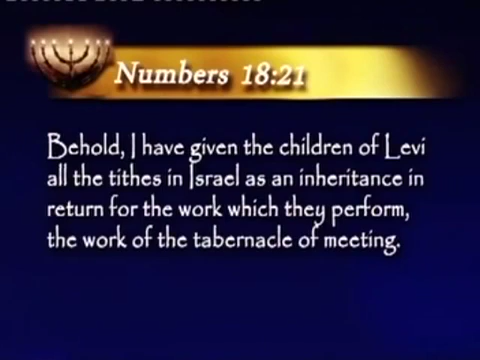 Numbers 18:21
Behold, I have given the children of Levi
all the tithes in Israel as an inheritance in
return for the work which they perform,
the work of the tabernacle of meeting.